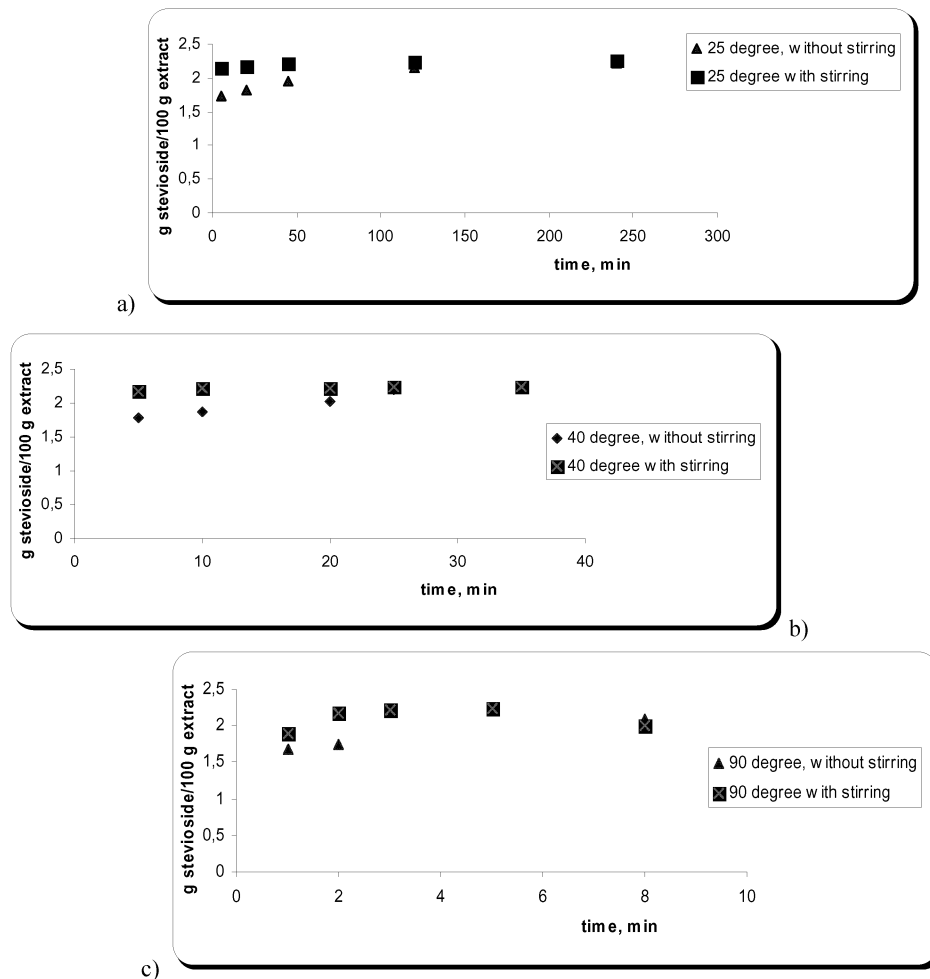 g stevioside/100 g extract
2,5
2
1,5
1
0,5
0
0 50 100 150 200 250 300
time, min
25 degree, without stirring
25 degree with stirring
a)
g stevioside/100 g extract
2,5
2
1,5
1
0,5
0
0 10 20 30 40
time, min
40 degree, without stirring
40 degree with stirring
b)
g stevioside/100 g extract
2,5
2
1,5
1
0,5
0
0 2 4 6 8 10
time, min
90 degree, without stirring
90 degree with stirring
c)